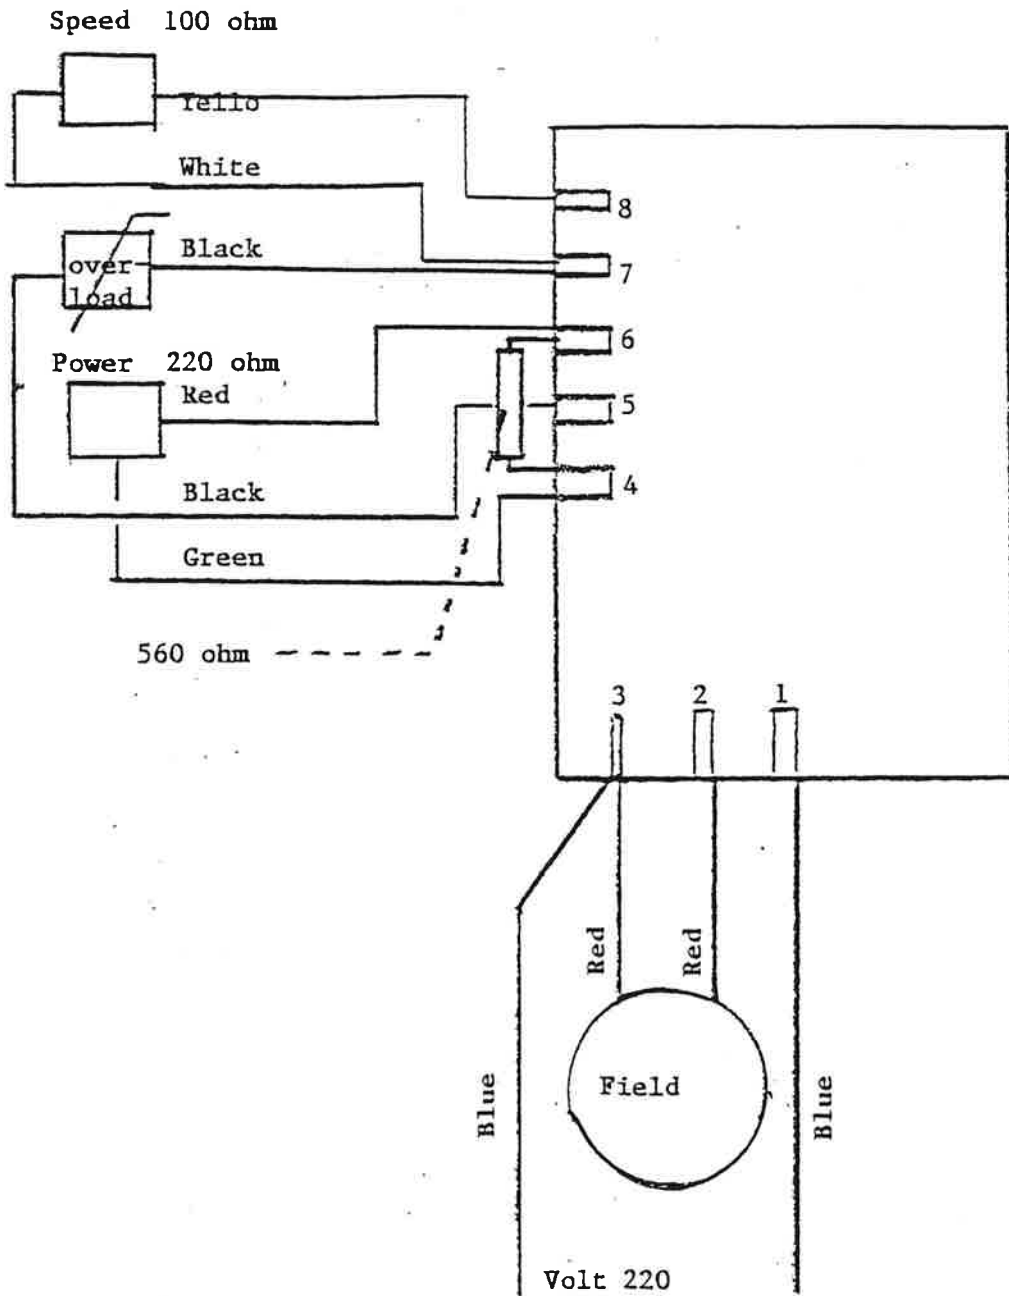 Speed 100 ohm
Yello
White
8
Black
7
over
load
6
Power 220 ohm
Red
5
Black
4
Green
560 ohm
3 2 1
Red
Red
Field
Blue
Blue
Volt 220